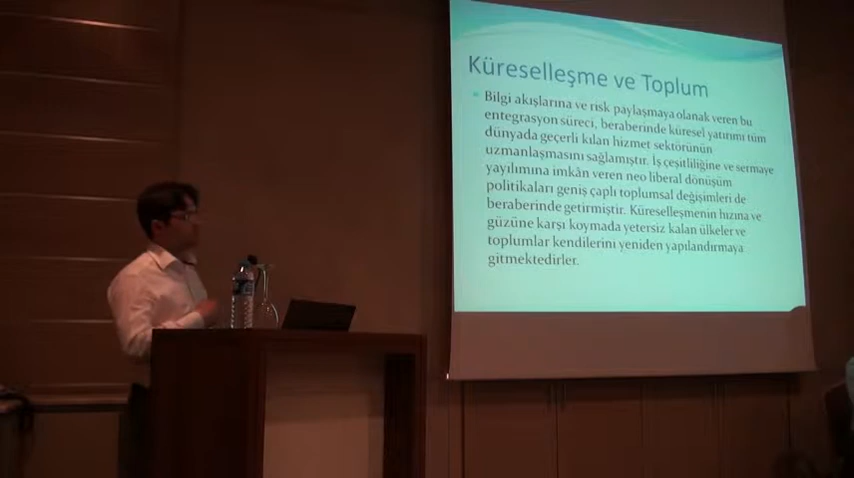 Küreselleşme ve Toplum
Bilgi akışlarına ve risk paylaşmaya olanak veren bu
entegrasyon süreci, beraberinde küresel yatırımı tüm
dünyada geçerli kılan hizmet sektörünün
uzmanlaşmasını sağlamıştır. İş çeşitliliğine ve sermaye
yayılımına imkân veren neo liberal dönüşüm
politikaları geniş çaplı toplumsal değişimleri de
beraberinde getirmiştir. Küreselleşmenin hızına ve
güzüne karşı koymada yetersiz kalan ülkeler ve
toplumlar kendilerini yeniden yapılandırmaya
gitmektedirler.